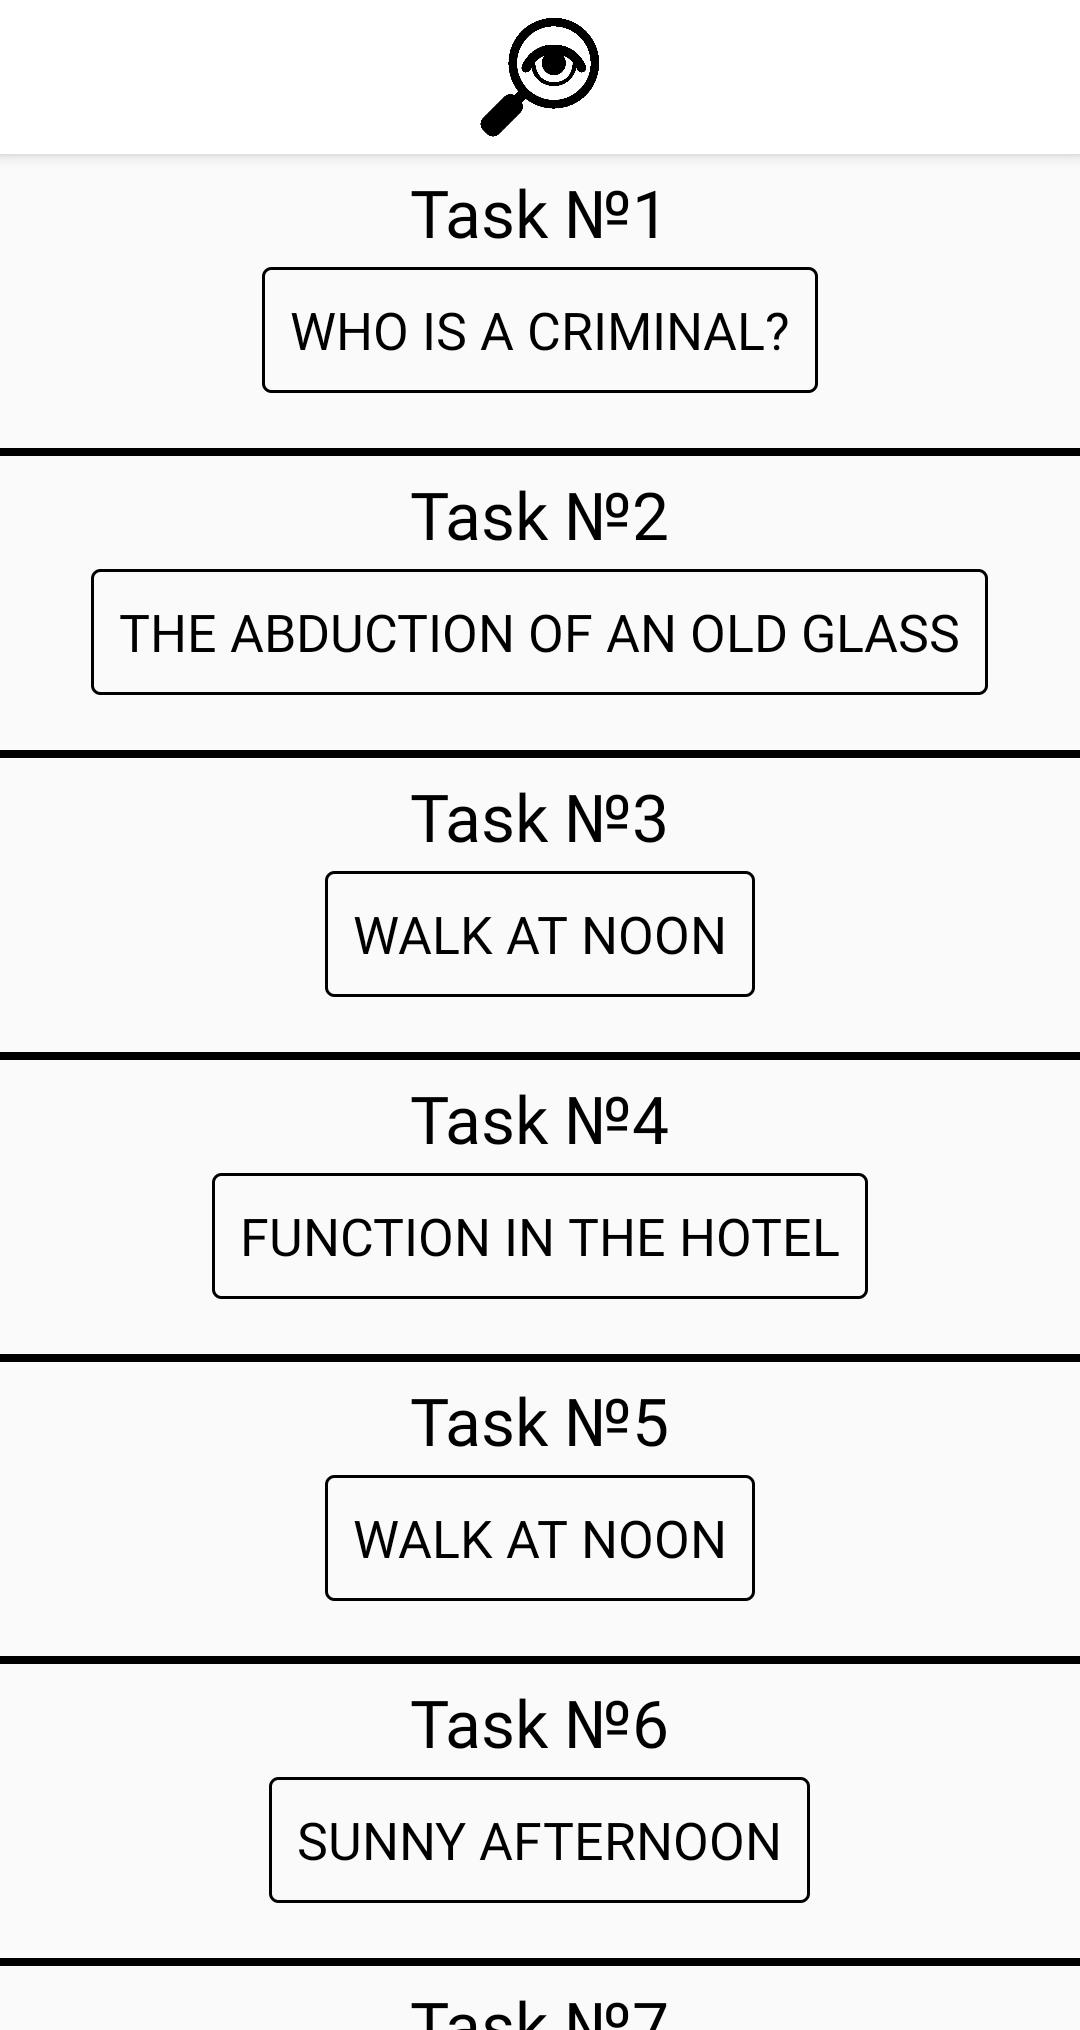 Task №1
WHO IS A CRIMINAL?
Task №2
THE ABDUCTION OF AN OLD GLASS
Task №3
WALK AT NOON
Task №4
FUNCTION IN THE HOTEL
Task №5
WALK AT NOON
Task №6
SUNNY AFTERNOON
Task №7